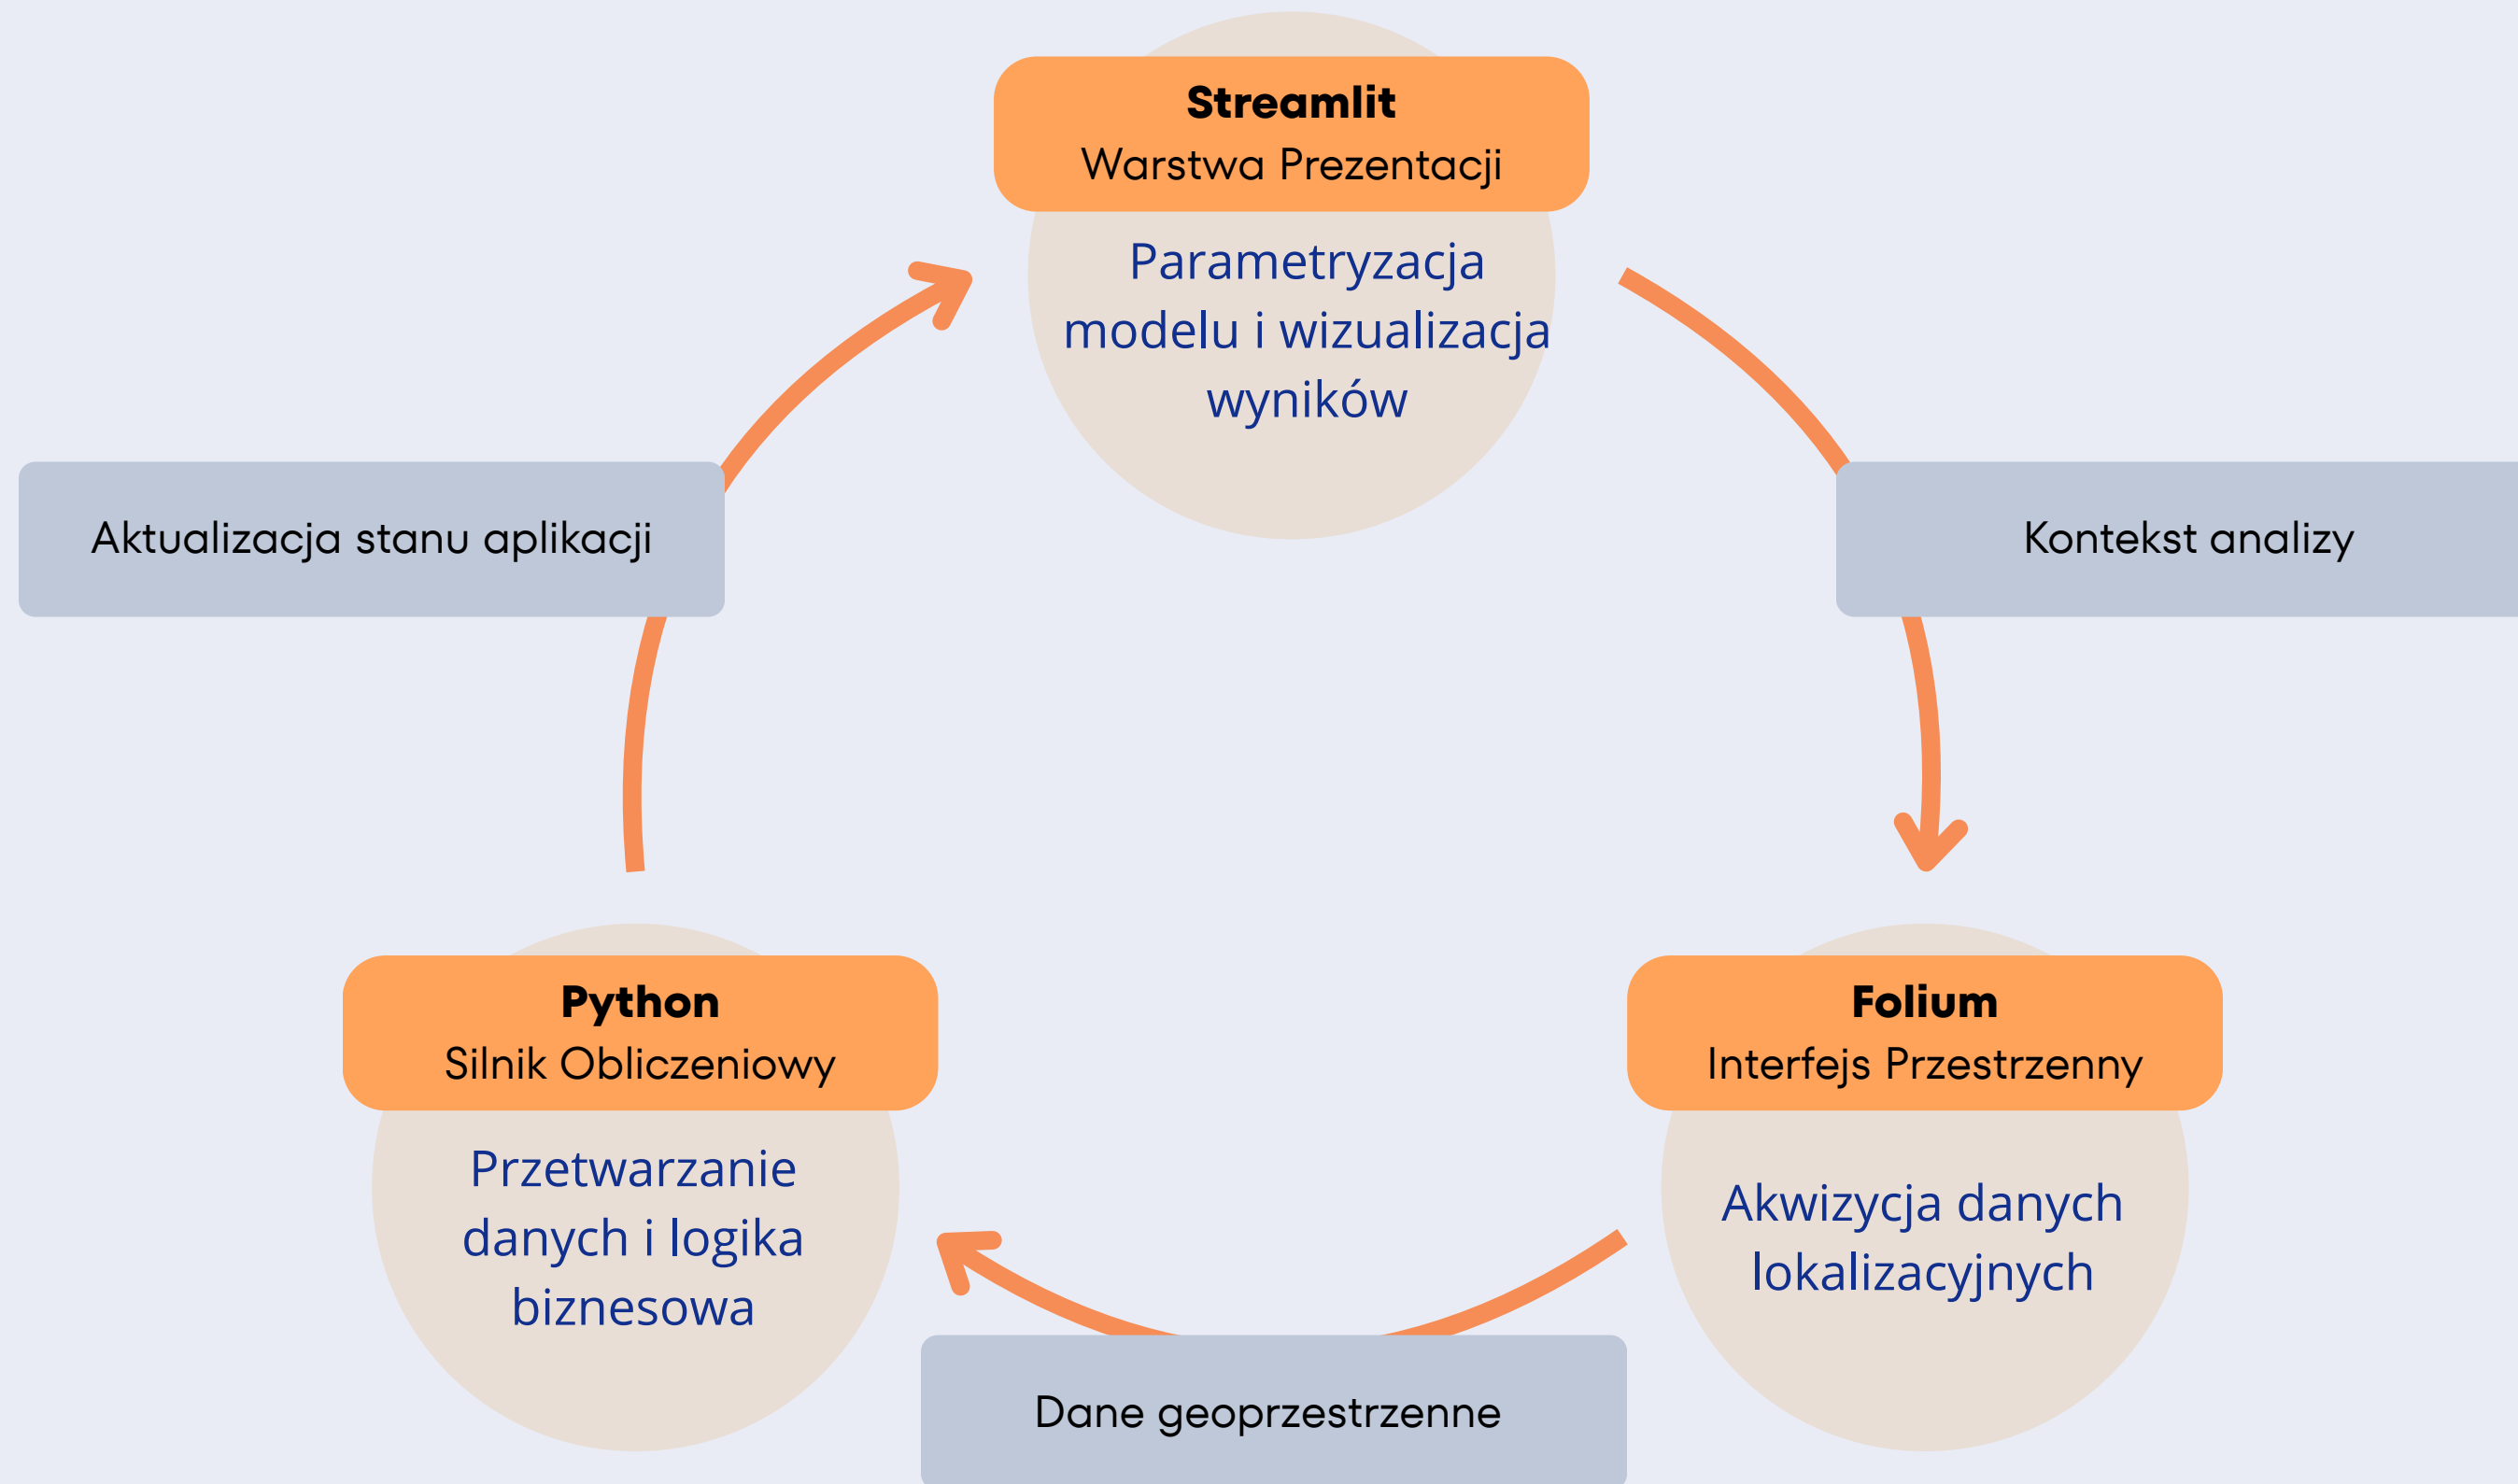 Streamlit
Warstwa Prezentacji
Parametryzacja
modelu i wizualizacja
wyników
Aktualizacja stanu aplikacji
Kontekst analizy
Python
Silnik Obliczeniowy
Przetwarzanie
danych i logika
biznesowa
Folium
Interfejs Przestrzenny
Akwizycja danych
lokalizacyjnych
Dane geoprzestrzenne